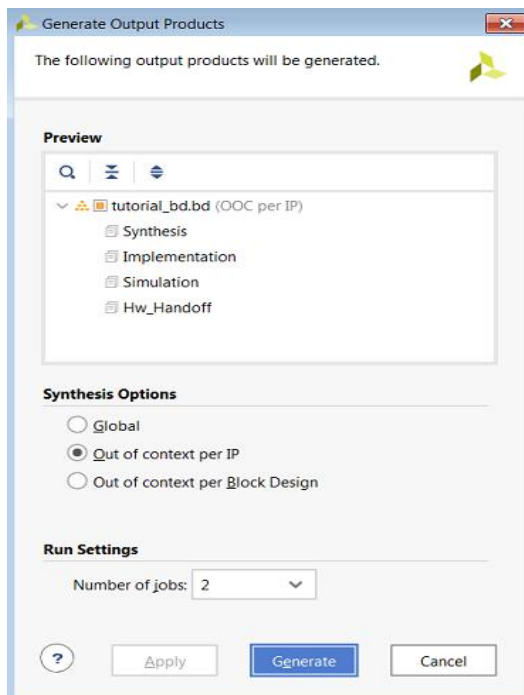 Generate Output Products
The following output products will be generated.
Preview
tutorial_bd.bd (OOC per IP)
Synthesis
Implementation
Simulation
Hw_Handoff
Synthesis Options
Global
Out of context per IP
Out of context per Block Design
Run Settings
Number of jobs: 2
? Apply Generate Cancel